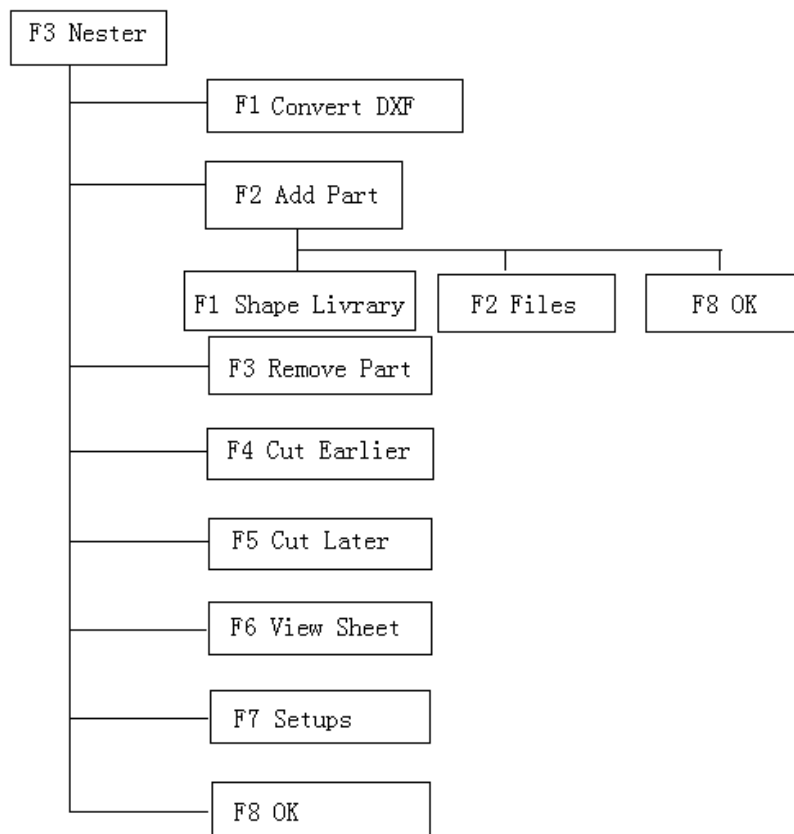 F3 Nester
F1 Convert DXF
F2 Add Part
F1 Shape Livrary
F2 Files
F8 OK
F3 Remove Part
F4 Cut Earlier
F5 Cut Later
F6 View Sheet
F7 Setups
F8 OK